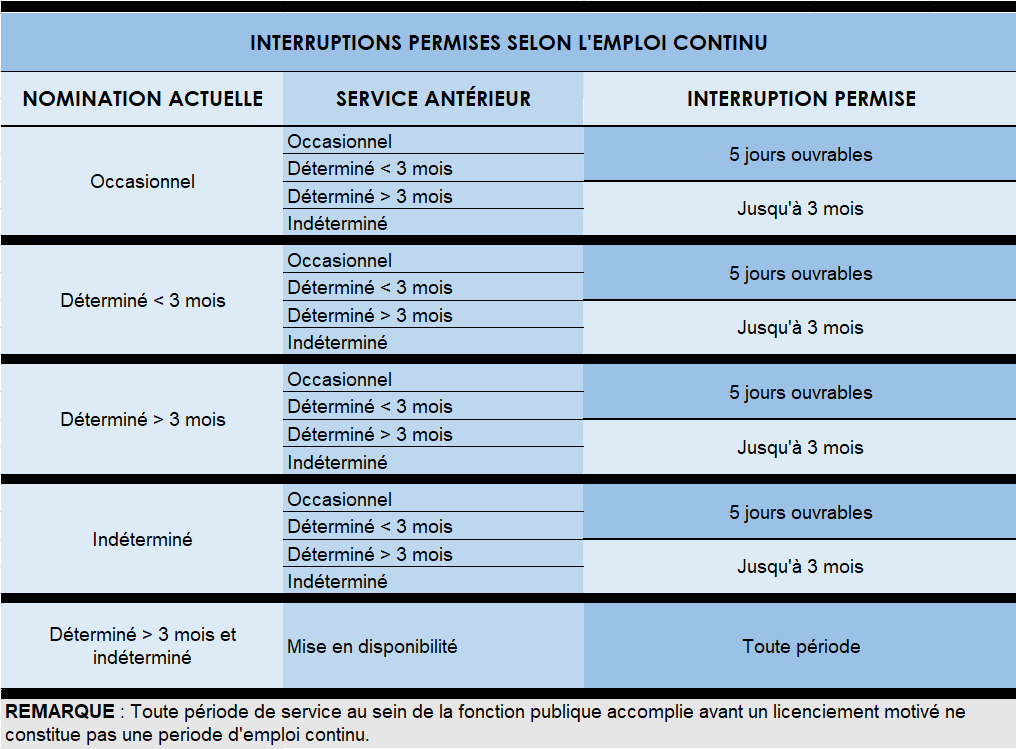 INTERRUPTIONS PERMISES SELON L'EMPLOI CONTINU
NOMINATION ACTUELLE SERVICE ANTÉRIEUR INTERRUPTION PERMISE
Occasionnel
Occasionnel
Déterminé < 3 mois
5 jours ouvrables
Déterminé > 3 mois
Indéterminé
Jusqu'à 3 mois
Déterminé < 3 mois
Occasionnel
Déterminé < 3 mois
5 jours ouvrables
Déterminé > 3 mois
Indéterminé
Jusqu'à 3 mois
Déterminé > 3 mois
Occasionnel
Déterminé < 3 mois
5 jours ouvrables
Déterminé > 3 mois
Indéterminé
Jusqu'à 3 mois
Indéterminé
Occasionnel
Déterminé < 3 mois
5 jours ouvrables
Déterminé > 3 mois
Indéterminé
Jusqu'à 3 mois
Déterminé > 3 mois et
indéterminé
Mise en disponibilité
Toute période
REMARQUE : Toute période de service au sein de la fonction publique accomplie avant un licenciement motivé ne
constitue pas une periode d'emploi continu.